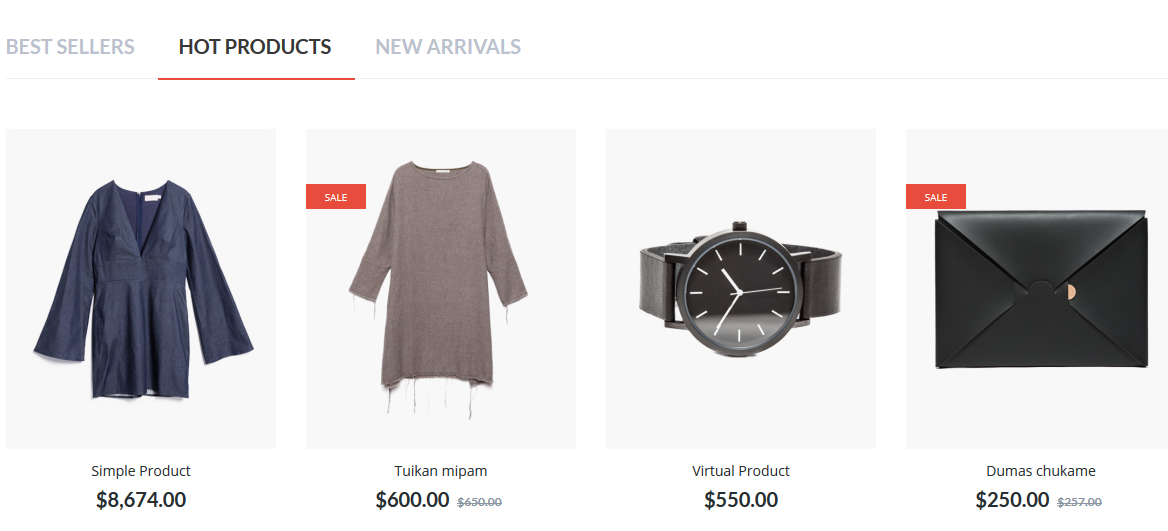 BEST SELLERS HOT PRODUCTS NEW ARRIVALS
SALE SALE
Simple Product Tuikan mipam Virtual Product Dumas chukame
$8,674.00 $600.00 $650.00 $550.00 $250.00 $257.00